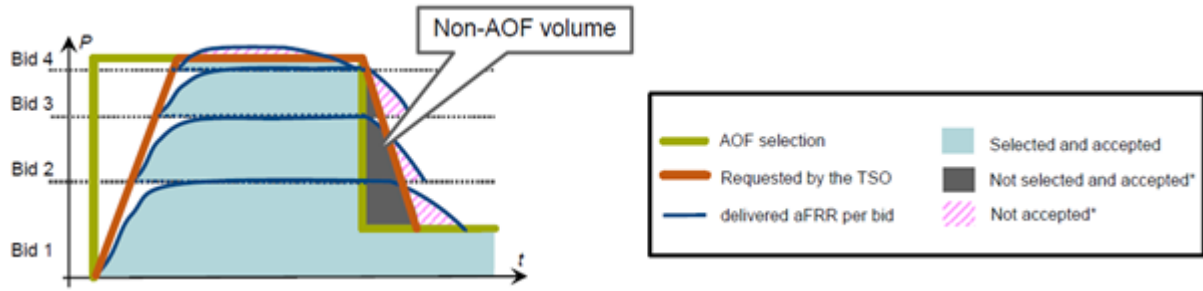 Non-AOF volume
P
Bid 4
Bid 3
Bid 2
Bid 1
t
AOF selection
Requested by the TSO
delivered aFRR per bid
Selected and accepted
Not selected and accepted*
Not accepted*